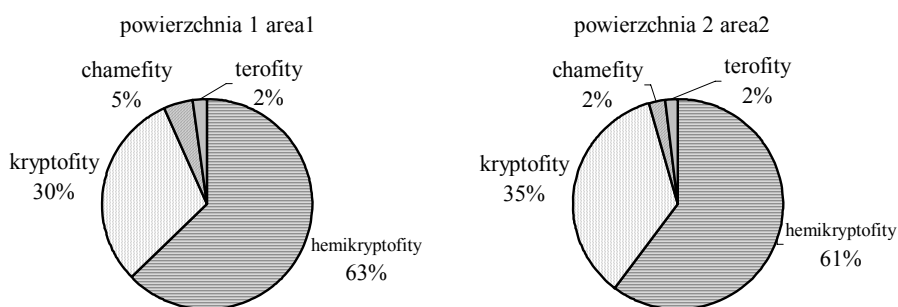 powierzchnia 1 area1
chamefity
5%
terofity
2%
kryptofity
30%
hemikryptofity
63%
powierzchnia 2 area2
chamefity
2%
terofity
2%
kryptofity
35%
hemikryptofity
61%